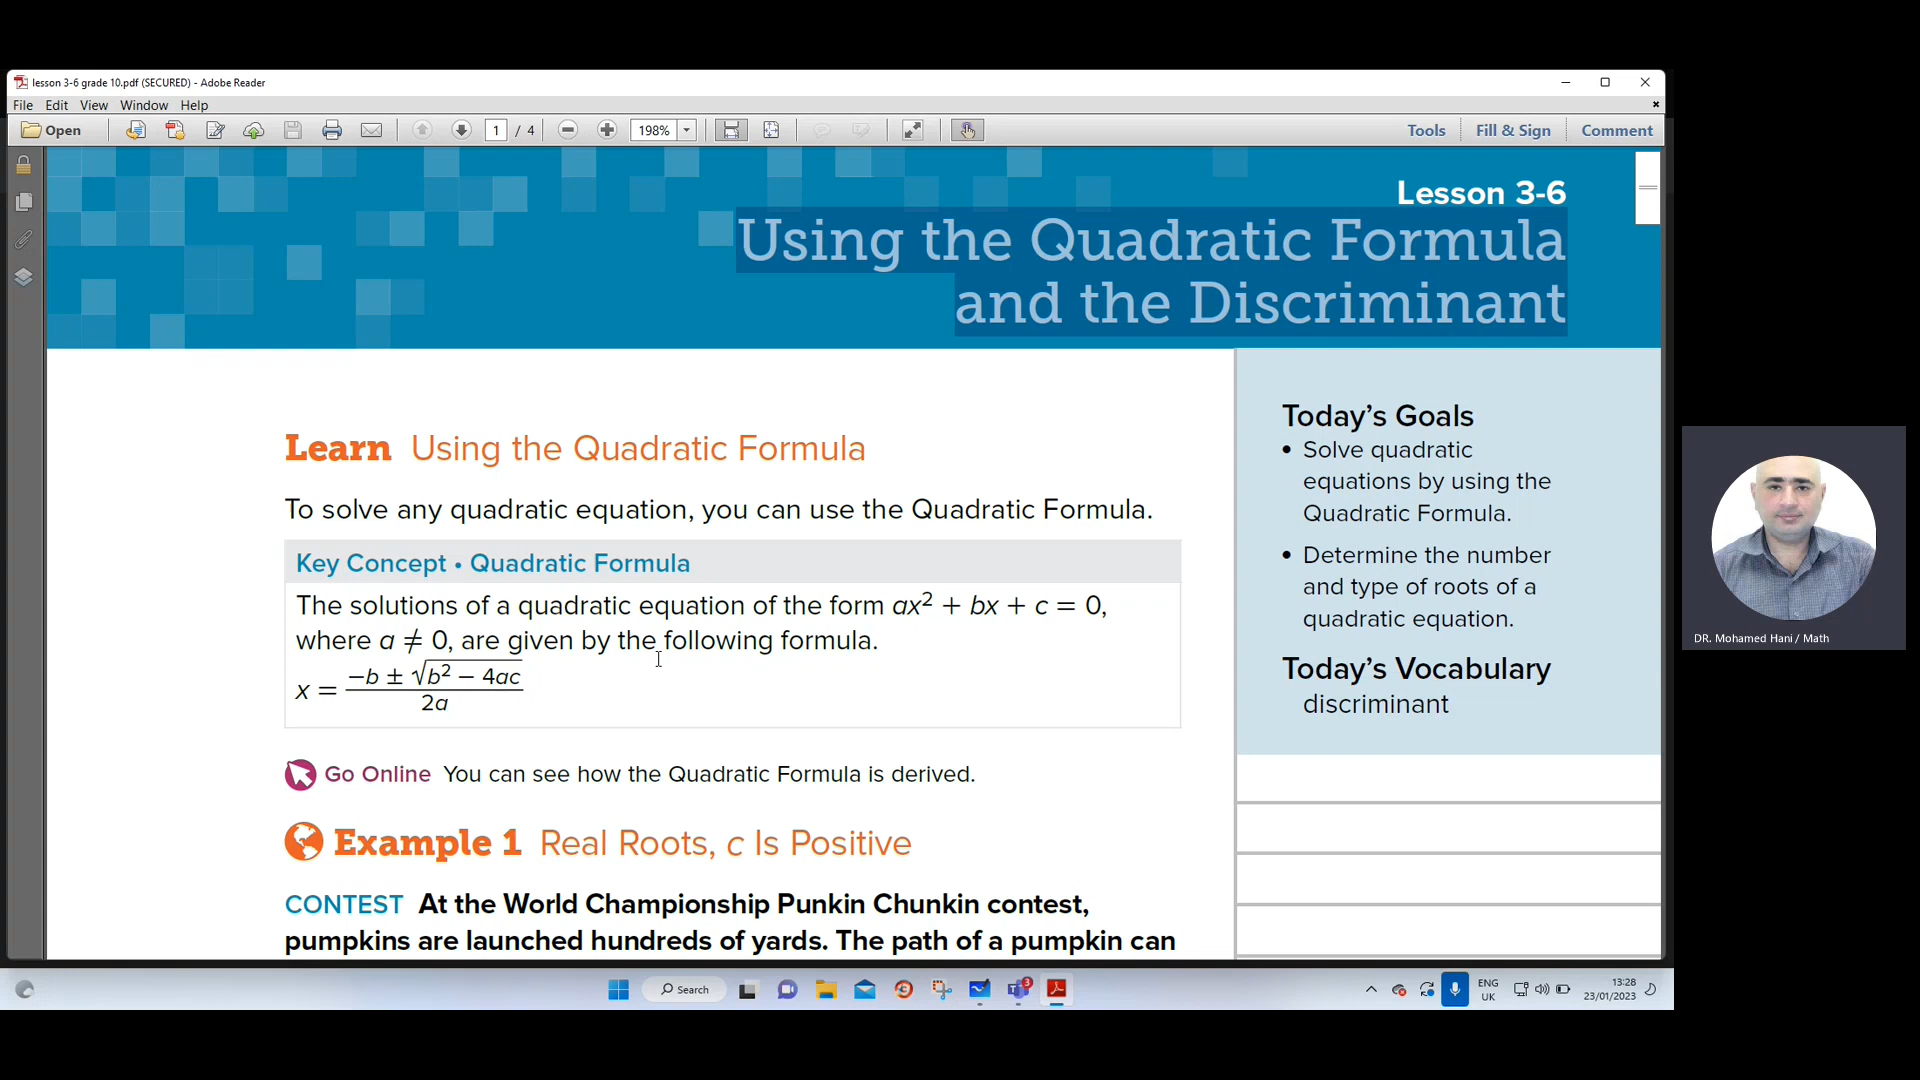 lesson 3-6 grade 10.pdf (SECURED) - Adobe Reader
File Edit View Window Help
Open 1 / 4 198% Tools Fill & Sign Comment
Lesson 3-6
Using the Quadratic Formula
and the Discriminant
Learn Using the Quadratic Formula
To solve any quadratic equation, you can use the Quadratic Formula.
Key Concept • Quadratic Formula
The solutions of a quadratic equation of the form ax² + bx + c = 0,
where a ≠ 0, are given by the following formula.
x = (−b ± √(b² − 4ac)) / 2a
Go Online You can see how the Quadratic Formula is derived.
Example 1 Real Roots, c Is Positive
CONTEST At the World Championship Punkin Chunkin contest,
pumpkins are launched hundreds of yards. The path of a pumpkin can
Today's Goals
• Solve quadratic
equations by using the
Quadratic Formula.
• Determine the number
and type of roots of a
quadratic equation.
Today's Vocabulary
discriminant
DR. Mohamed Hani / Math
Search
3
ENG
UK
13:28
23/01/2023